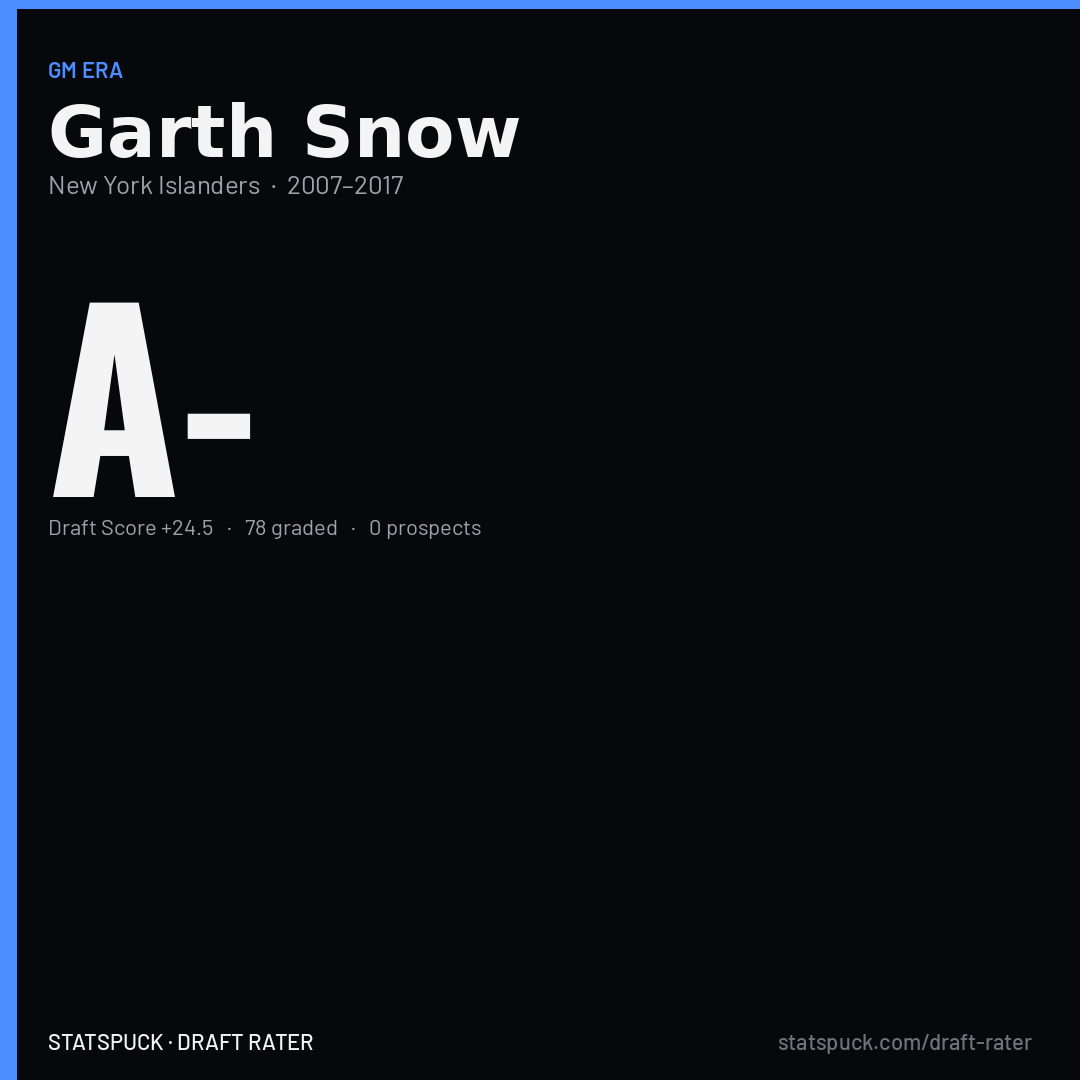 GM ERA
Garth Snow
New York Islanders · 2007–2017
A-
Draft Score +24.5 · 78 graded · 0 prospects
STATSPUCK · DRAFT RATER
statspuck.com/draft-rater